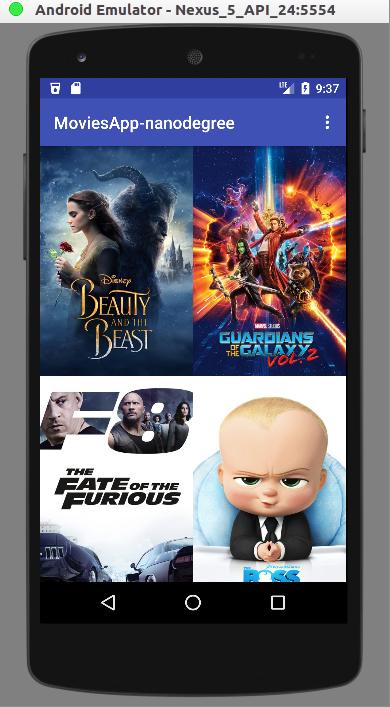 Android Emulator - Nexus_5_API_24:5554
LTE
9:37
MoviesApp-nanodegree
Disney
BEAUTY
AND THE
BEAST
MARVEL STUDIOS
GUARDIANS
OF THE GALAXY
VOL. 2
F8
THE
FATE OF THE
FURIOUS
THE
BOSS